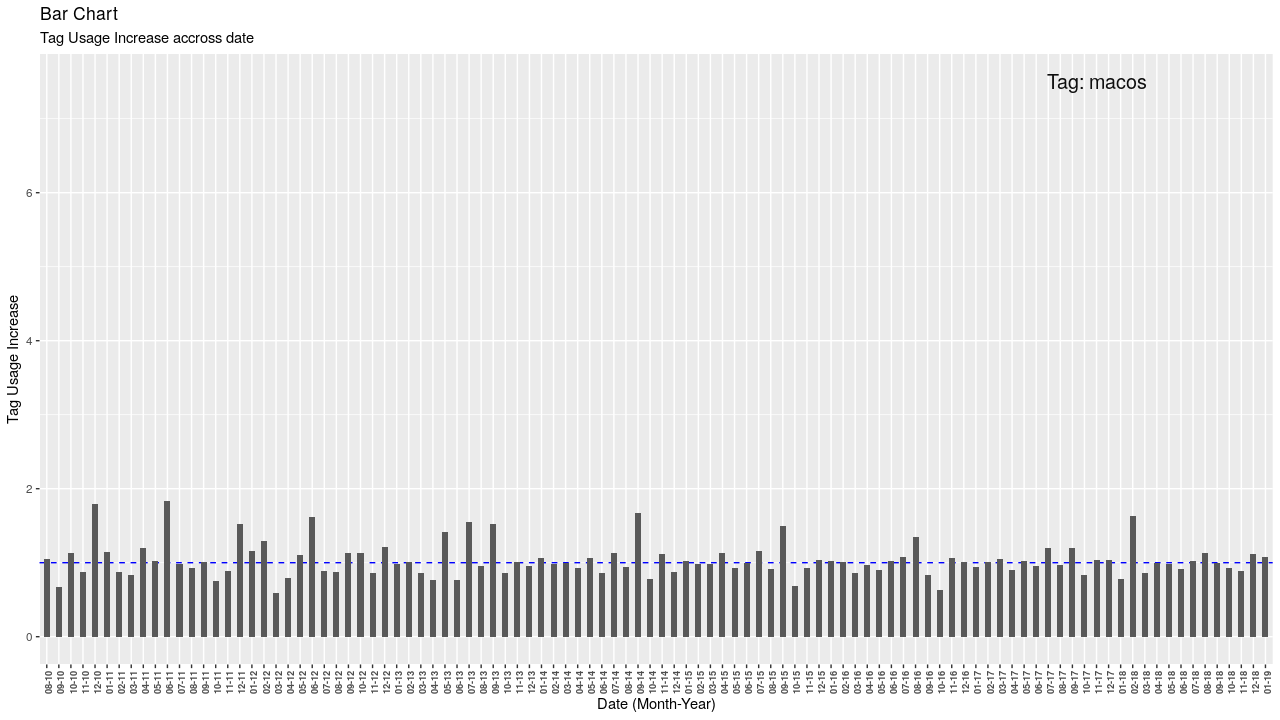 Bar Chart
Tag Usage Increase accross date
Tag: macos
Tag Usage Increase
6
4
2
0
08-10 09-10 10-10 11-10 12-10 01-11 02-11 03-11 04-11 05-11 06-11 07-11 08-11 09-11 10-11 11-11 12-11 01-12 02-12 03-12 04-12 05-12 06-12 07-12 08-12 09-12 10-12 11-12 12-12 01-13 02-13 03-13 04-13 05-13 06-13 07-13 08-13 09-13 10-13 11-13 12-13 01-14 02-14 03-14 04-14 05-14 06-14 07-14 08-14 09-14 10-14 11-14 12-14 01-15 02-15 03-15 04-15 05-15 06-15 07-15 08-15 09-15 10-15 11-15 12-15 01-16 02-16 03-16 04-16 05-16 06-16 07-16 08-16 09-16 10-16 11-16 12-16 01-17 02-17 03-17 04-17 05-17 06-17 07-17 08-17 09-17 10-17 11-17 12-17 01-18 02-18 03-18 04-18 05-18 06-18 07-18 08-18 09-18 10-18 11-18 12-18 01-19
Date (Month-Year)